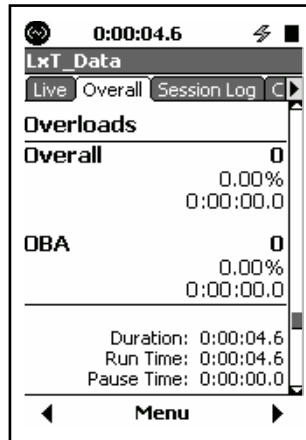 0:00:04.6
LxT_Data
Live Overall Session Log C
Overloads
Overall 0
0.00%
0:00:00.0
OBA 0
0.00%
0:00:00.0
Duration: 0:00:04.6
Run Time: 0:00:04.6
Pause Time: 0:00:00.0
Menu